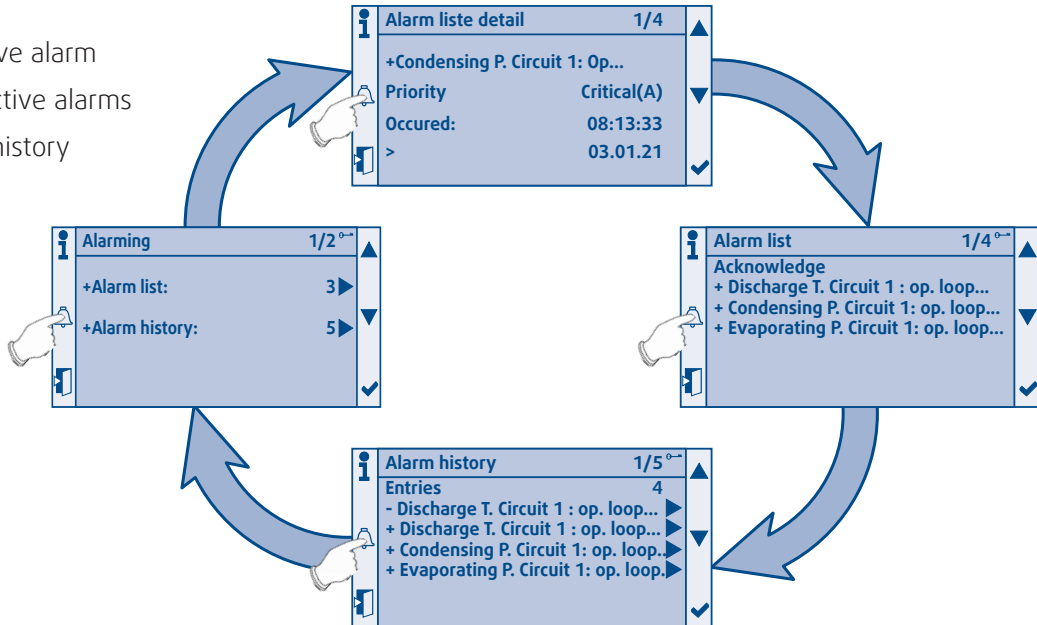 ve alarm
ctive alarms
history
Alarm liste detail 1/4
+Condensing P. Circuit 1: Op...
Priority Critical(A)
Occured: 08:13:33
> 03.01.21
Alarming 1/2
+Alarm list: 3
+Alarm history: 5
Alarm list 1/4
Acknowledge
+ Discharge T. Circuit 1 : op. loop...
+ Condensing P. Circuit 1: op. loop...
+ Evaporating P. Circuit 1: op. loop...
Alarm history 1/5
Entries 4
- Discharge T. Circuit 1 : op. loop...
+ Discharge T. Circuit 1 : op. loop...
+ Condensing P. Circuit 1: op. loop..
+ Evaporating P. Circuit 1: op. loop.